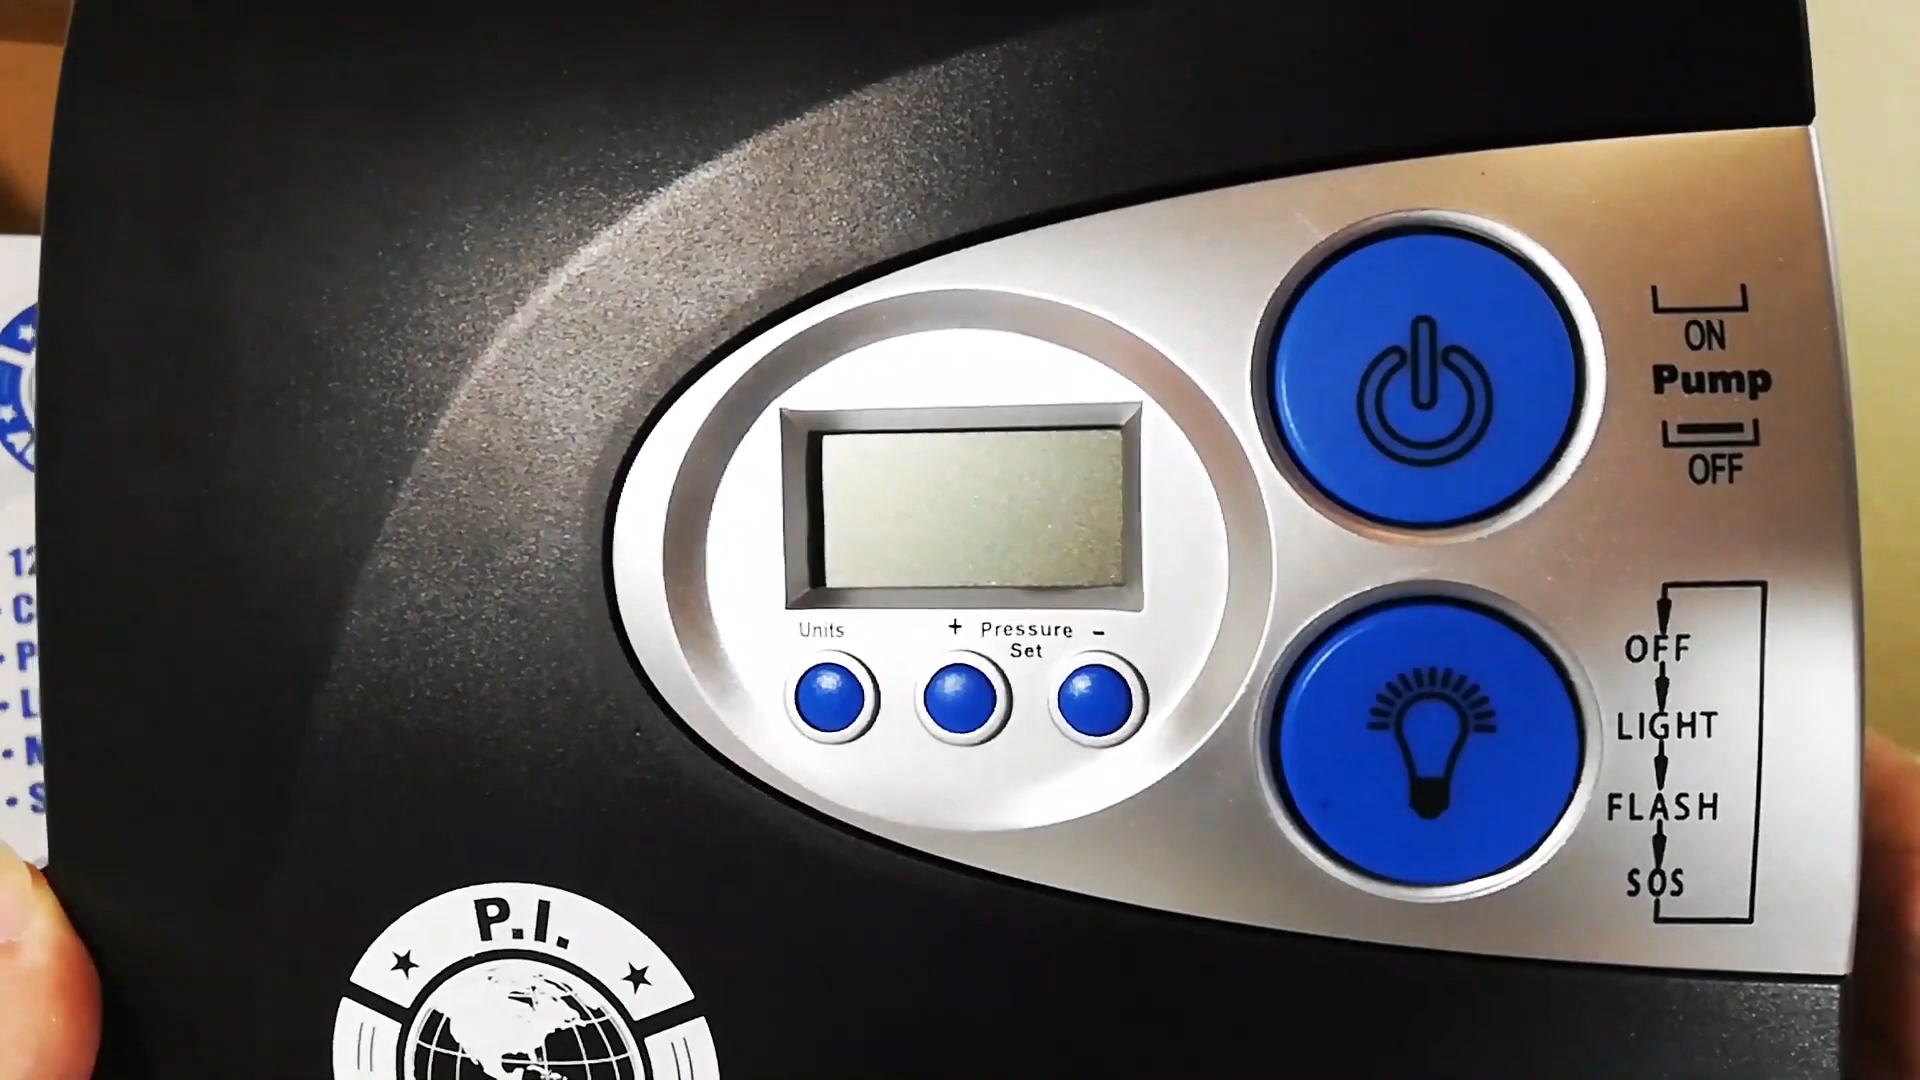 ON
Pump
OFF
Units + Pressure -
Set
OFF
LIGHT
FLASH
SOS
P.I.